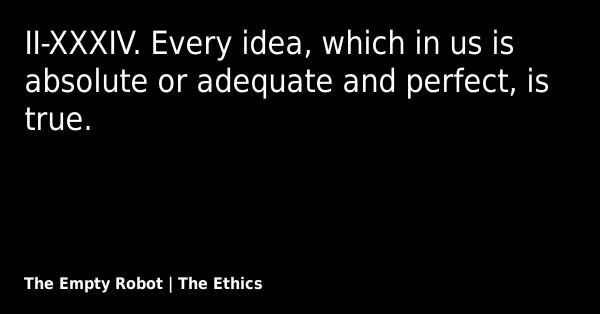 II-XXXIV. Every idea, which in us is
absolute or adequate and perfect, is
true.
The Empty Robot | The Ethics